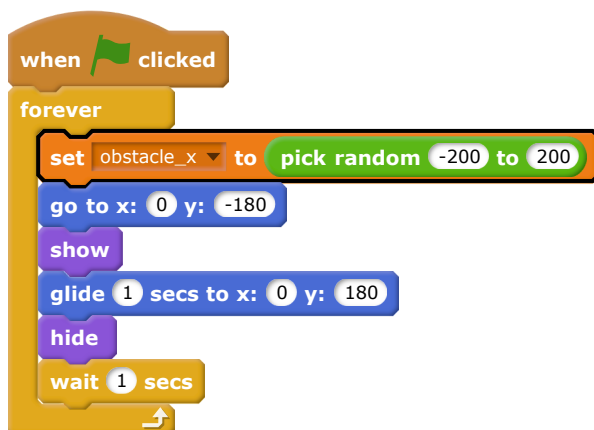 when clicked
forever
set obstacle_x to pick random -200 to 200
go to x: 0 y: -180
show
glide 1 secs to x: 0 y: 180
hide
wait 1 secs